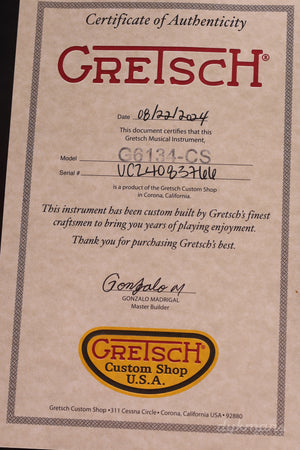 Certificate of Authenticity
GRETSCH®
Date 08/22/2024
This document certifies that this
Gretsch Musical Instrument,
Model G6134-CS
Serial # UC24083766
is a product of the Gretsch Custom Shop
in Corona, California.
This instrument has been custom built by Gretsch's finest
craftsmen to bring you years of playing enjoyment.
Thank you for purchasing Gretsch's best.
Gonzalo M
GONZALO MADRIGAL
Master Builder
GRETSCH
Custom Shop
U.S.A.
Gretsch Custom Shop • 311 Cessna Circle • Corona, California USA • 92880